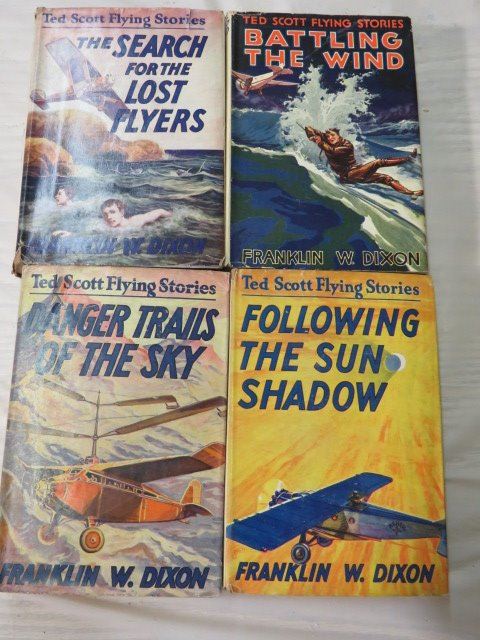 Ted Scott Flying Stories
THE SEARCH
FOR THE
LOST
FLYERS
FRANKLIN W. DIXON
TED SCOTT FLYING STORIES
BATTLING
THE WIND
FRANKLIN W. DIXON
Ted Scott Flying Stories
DANGER TRAILS
OF THE SKY
FRANKLIN W. DIXON
Ted Scott Flying Stories
FOLLOWING
THE SUN
SHADOW
FRANKLIN W. DIXON